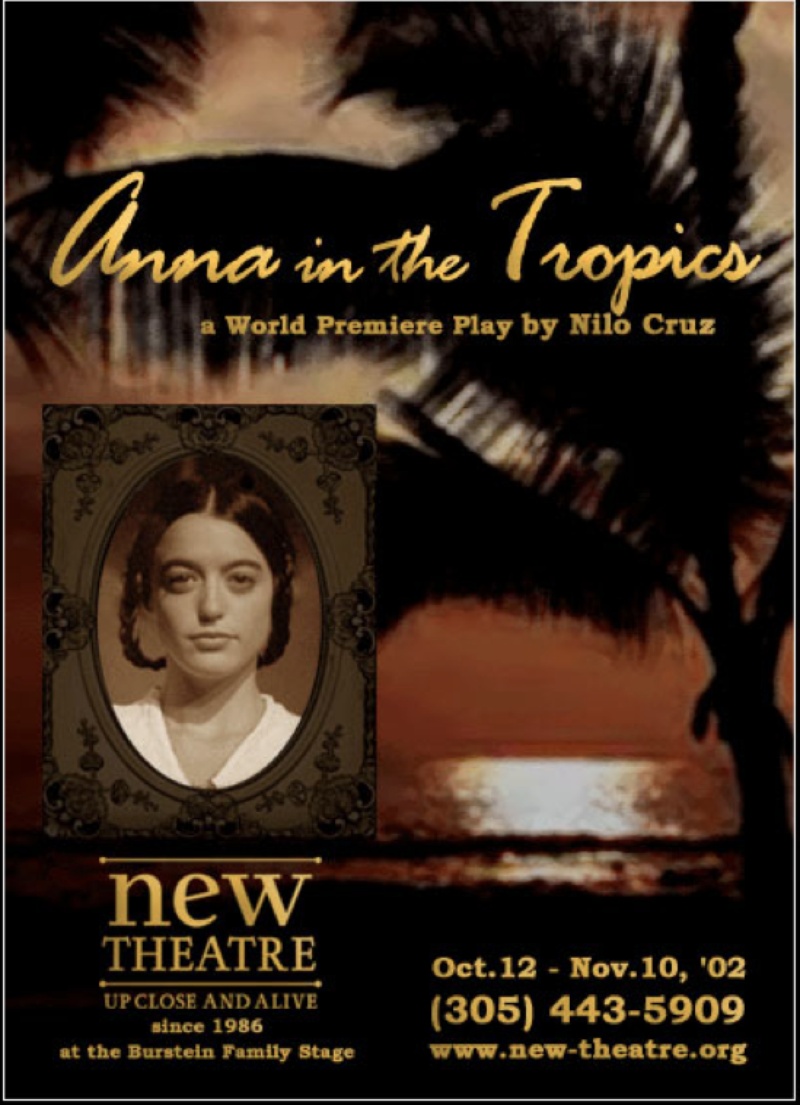 Anna in the Tropics
a World Premiere Play by Nilo Cruz
new
THEATRE
UP CLOSE AND ALIVE
since 1986
at the Burstein Family Stage
Oct.12 - Nov.10, '02
(305) 443-5909
www.new-theatre.org